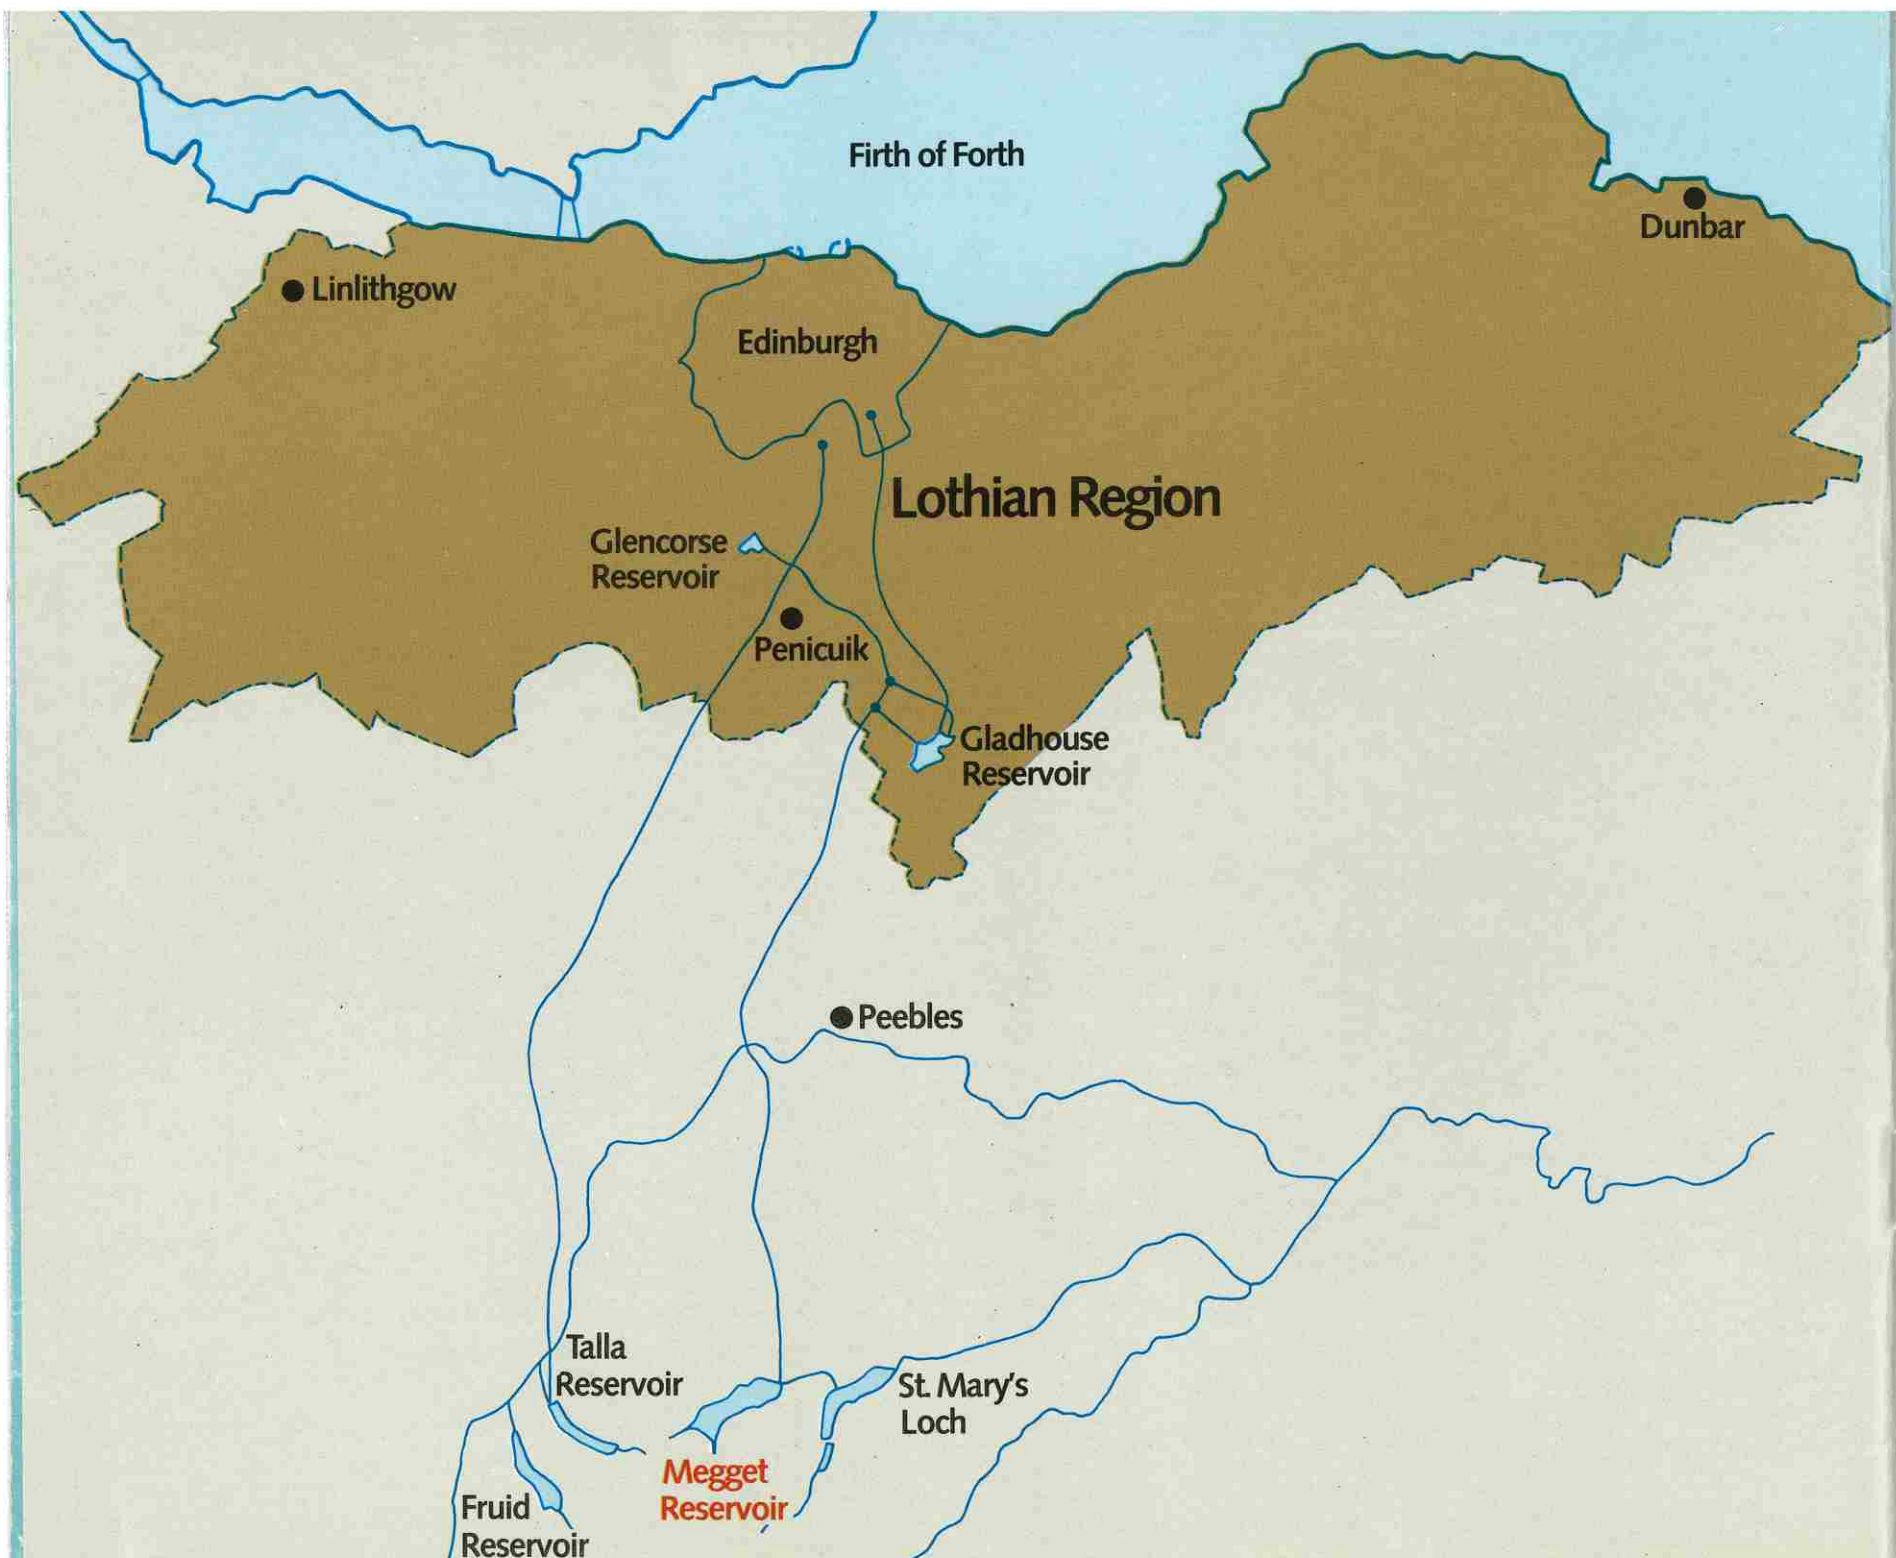 Firth of Forth
Dunbar
Linlithgow
Edinburgh
Lothian Region
Glencorse
Reservoir
Penicuik
Gladhouse
Reservoir
Peebles
Talla
Reservoir
St. Mary's
Loch
Megget
Reservoir
Fruid
Reservoir